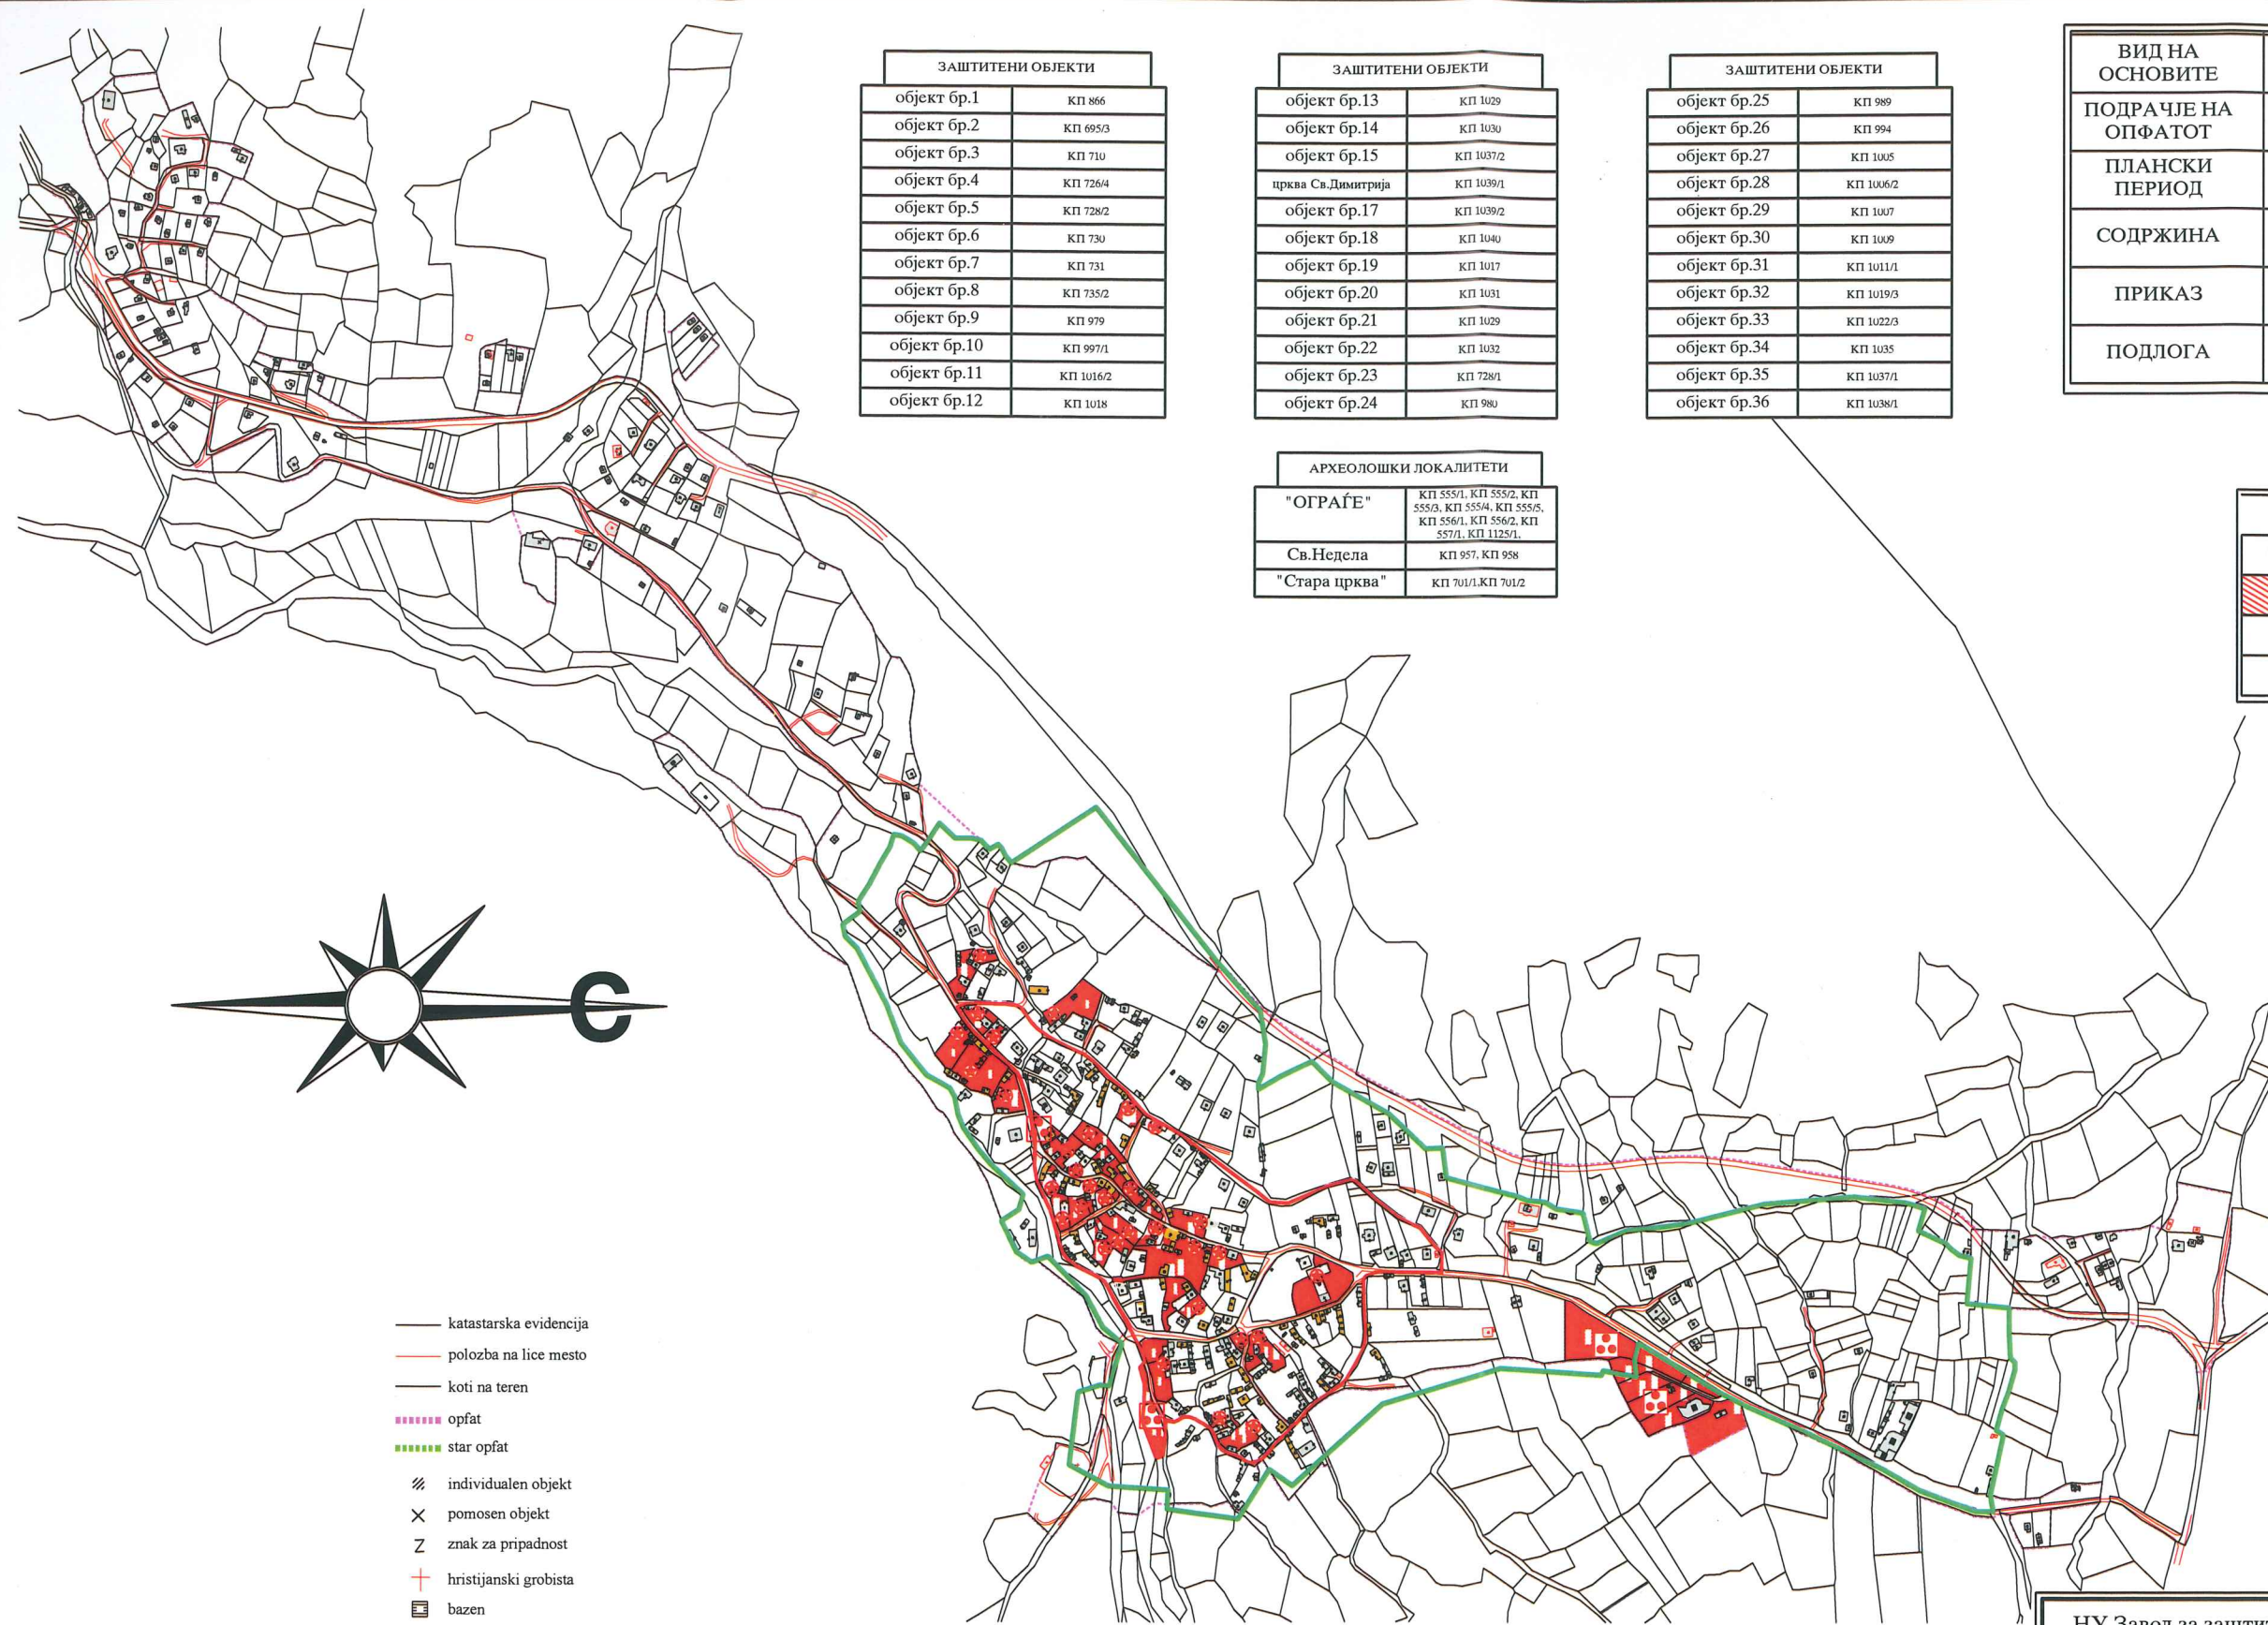 ЗАШТИТЕНИ ОБЈЕКТИ
објект бр.1 КП 866
објект бр.2 КП 695/3
објект бр.3 КП 710
објект бр.4 КП 726/4
објект бр.5 КП 728/2
објект бр.6 КП 730
објект бр.7 КП 731
објект бр.8 КП 735/2
објект бр.9 КП 979
објект бр.10 КП 997/1
објект бр.11 КП 1016/2
објект бр.12 КП 1018
ЗАШТИТЕНИ ОБЈЕКТИ
објект бр.13 КП 1029
објект бр.14 КП 1030
објект бр.15 КП 1037/2
црква Св.Димитрија КП 1039/1
објект бр.17 КП 1039/2
објект бр.18 КП 1040
објект бр.19 КП 1017
објект бр.20 КП 1031
објект бр.21 КП 1029
објект бр.22 КП 1032
објект бр.23 КП 728/1
објект бр.24 КП 980
ЗАШТИТЕНИ ОБЈЕКТИ
објект бр.25 КП 989
објект бр.26 КП 994
објект бр.27 КП 1005
објект бр.28 КП 1006/2
објект бр.29 КП 1007
објект бр.30 КП 1009
објект бр.31 КП 1011/1
објект бр.32 КП 1019/3
објект бр.33 КП 1022/3
објект бр.34 КП 1035
објект бр.35 КП 1037/1
објект бр.36 КП 1038/1
ВИД НА
ОСНОВИТЕ
ПОДРАЧЈЕ НА
ОПФАТОТ
ПЛАНСКИ
ПЕРИОД
СОДРЖИНА
ПРИКАЗ
ПОДЛОГА
АРХЕОЛОШКИ ЛОКАЛИТЕТИ
"ОГРАЃЕ" КП 555/1, КП 555/2, КП
555/3, КП 555/4, КП 555/5,
КП 556/1, КП 556/2, КП
557/1, КП 1125/1,
Св.Недела КП 957, КП 958
"Стара црква" КП 701/1,КП 701/2
С
katastarska evidencija
polozba na lice mesto
koti na teren
opfat
star opfat
individualen objekt
pomosen objekt
znak za pripadnost
hristijanski grobista
bazen
НУ Завод за